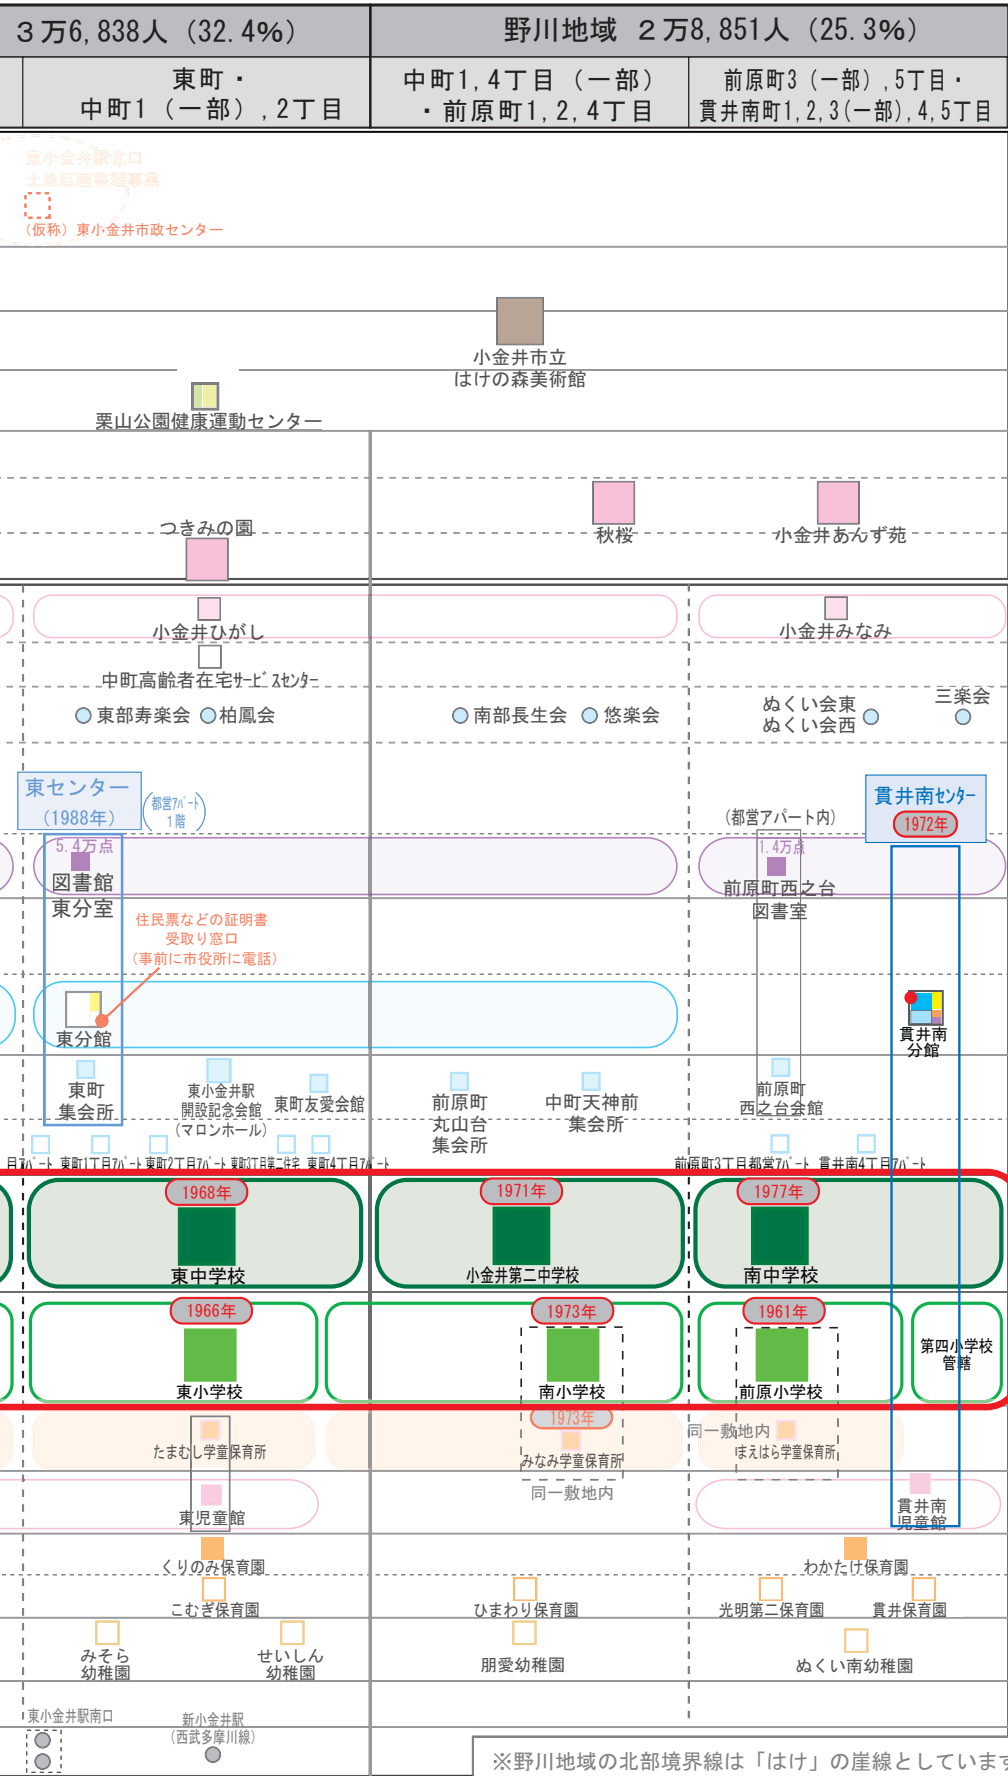 ３万6,838人（32.4%）
野川地域 ２万8,851人（25.3%）
東町・
中町1（一部）,2丁目
中町1,4丁目（一部）
・前原町1,2,4丁目
前原町3（一部）,5丁目・
貫井南町1,2,3(一部),4,5丁目
東小金井駅北口
土地区画整理事業
（仮称）東小金井市政センター
小金井市立
はけの森美術館
栗山公園健康運動センター
つきみの園
秋桜
小金井あんず苑
小金井ひがし
小金井みなみ
中町高齢者在宅ｻｰﾋﾞｽｾﾝﾀｰ
東部寿楽会
柏鳳会
南部長生会
悠楽会
ぬくい会東
ぬくい会西
三楽会
東センター
（1988年）
（都営ｱﾊﾟｰﾄ
1階）
貫井南ｾﾝﾀｰ
1972年
（都営アパート内）
5.4万点
図書館
東分室
1.4万点
前原町西之台
図書室
住民票などの証明書
受取り窓口
（事前に市役所に電話）
東分館
貫井南
分館
東町
集会所
東小金井駅
開設記念会館
（マロンホール）
東町友愛会館
前原町
丸山台
集会所
中町天神前
集会所
前原町
西之台会館
目ｱﾊﾟｰﾄ
東町1丁目ｱﾊﾟｰﾄ
東町2丁目ｱﾊﾟｰﾄ
東町3丁目第二住宅
東町4丁目ｱﾊﾟｰﾄ
前原町3丁目都営ｱﾊﾟｰﾄ
貫井南4丁目ｱﾊﾟｰﾄ
1968年
東中学校
1971年
小金井第二中学校
1977年
南中学校
1966年
東小学校
1973年
南小学校
1961年
前原小学校
第四小学校
管轄
たまむし学童保育所
1973年
みなみ学童保育所
同一敷地内
同一敷地内
まえはら学童保育所
東児童館
貫井南
児童館
くりのみ保育園
わかたけ保育園
こむぎ保育園
ひまわり保育園
光明第二保育園
貫井保育園
みそら
幼稚園
せいしん
幼稚園
朋愛幼稚園
ぬくい南幼稚園
東小金井駅南口
新小金井駅
（西武多摩川線）
※野川地域の北部境界線は「はけ」の崖線としています